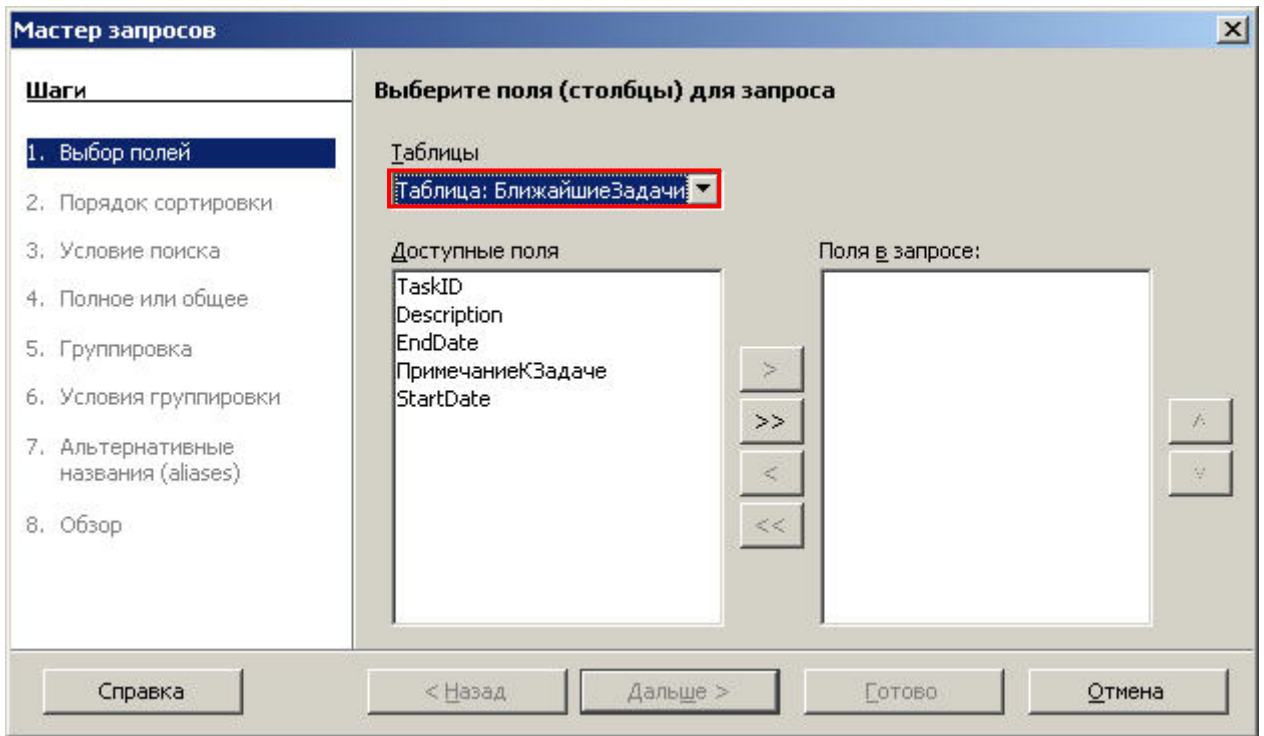 Мастер запросов
Шаги
1. Выбор полей
2. Порядок сортировки
3. Условие поиска
4. Полное или общее
5. Группировка
6. Условия группировки
7. Альтернативные
названия (aliases)
8. Обзор
Выберите поля (столбцы) для запроса
Таблицы
Таблица: БлижайшиеЗадачи
Доступные поля
TaskID
Description
EndDate
ПримечаниеКЗадаче
StartDate
>
>>
<
<<
Поля в запросе:
Справка
< Назад
Дальше >
Готово
Отмена